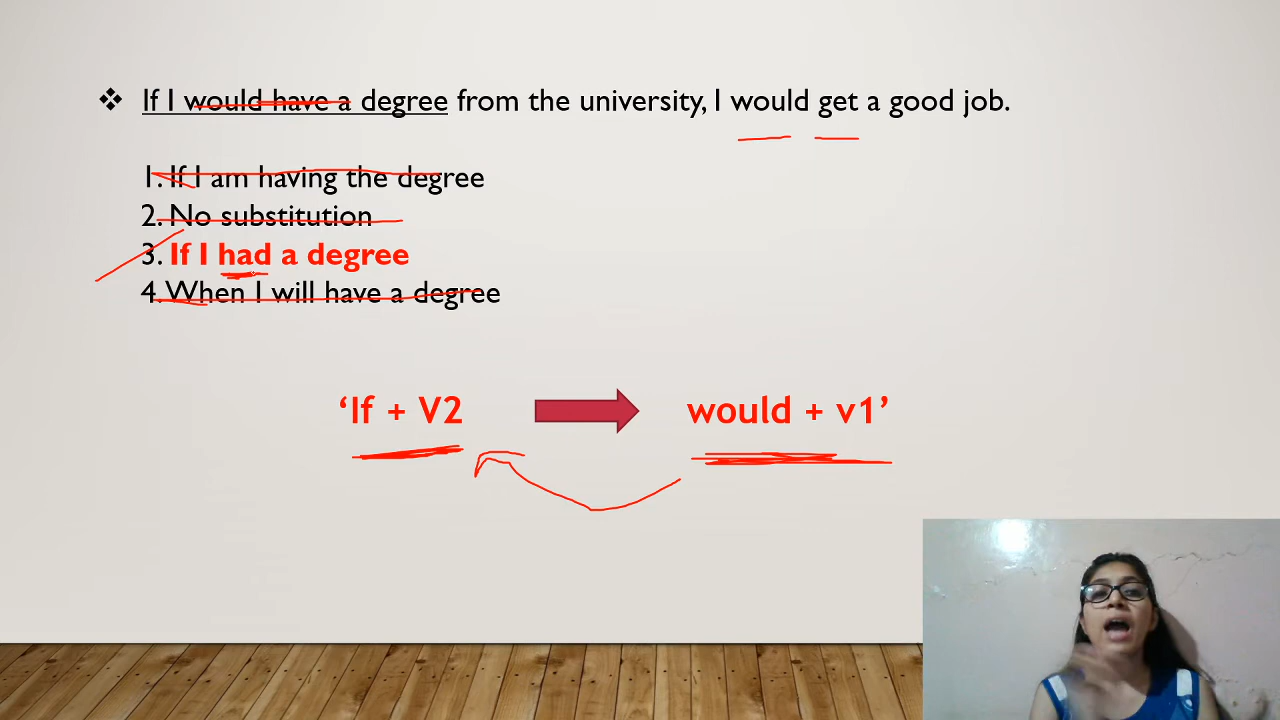 ❖ If I would have a degree from the university, I would get a good job.
1. If I am having the degree
2. No substitution
3. If I had a degree
4. When I will have a degree
‘If + V2 would + v1’